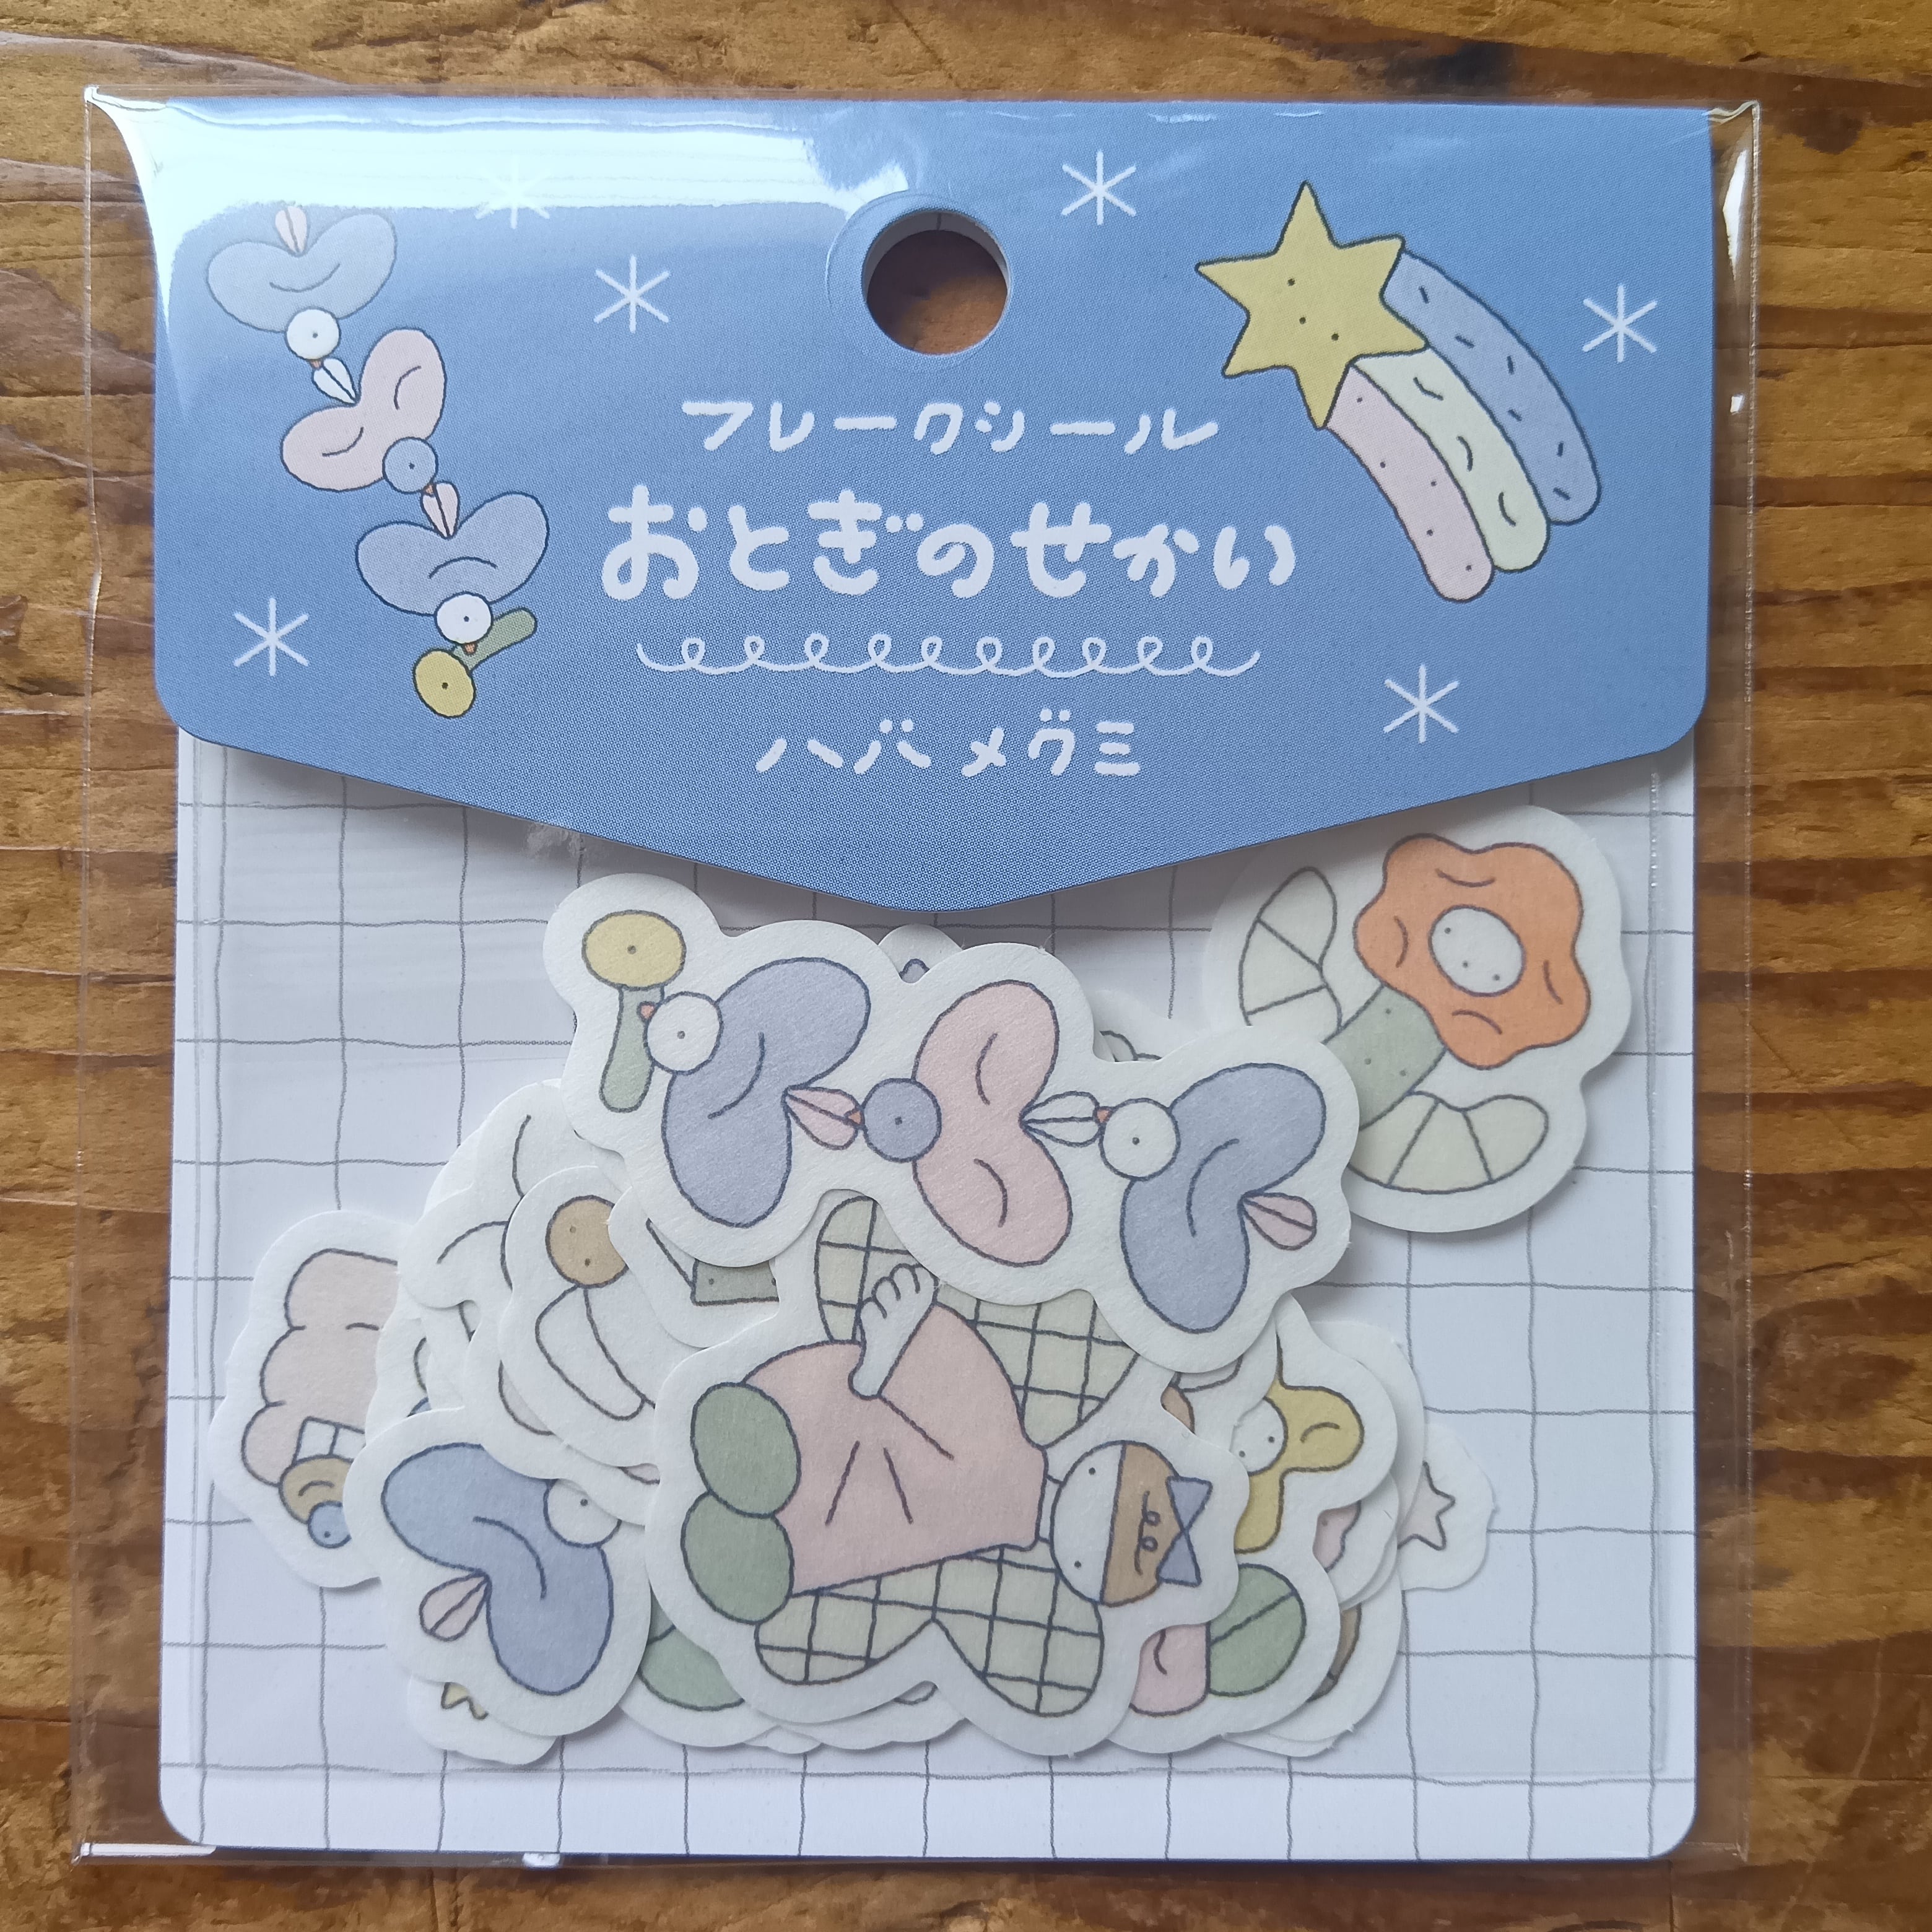 フレークシール
おとぎのせかい
ハバメグミ